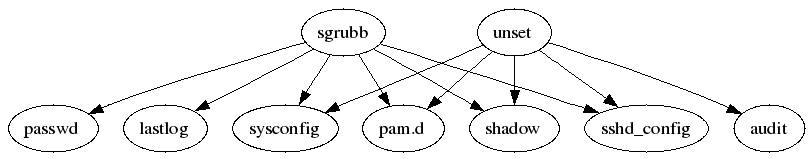 sgrubb unset
passwd lastlog sysconfig pam.d shadow sshd_config audit